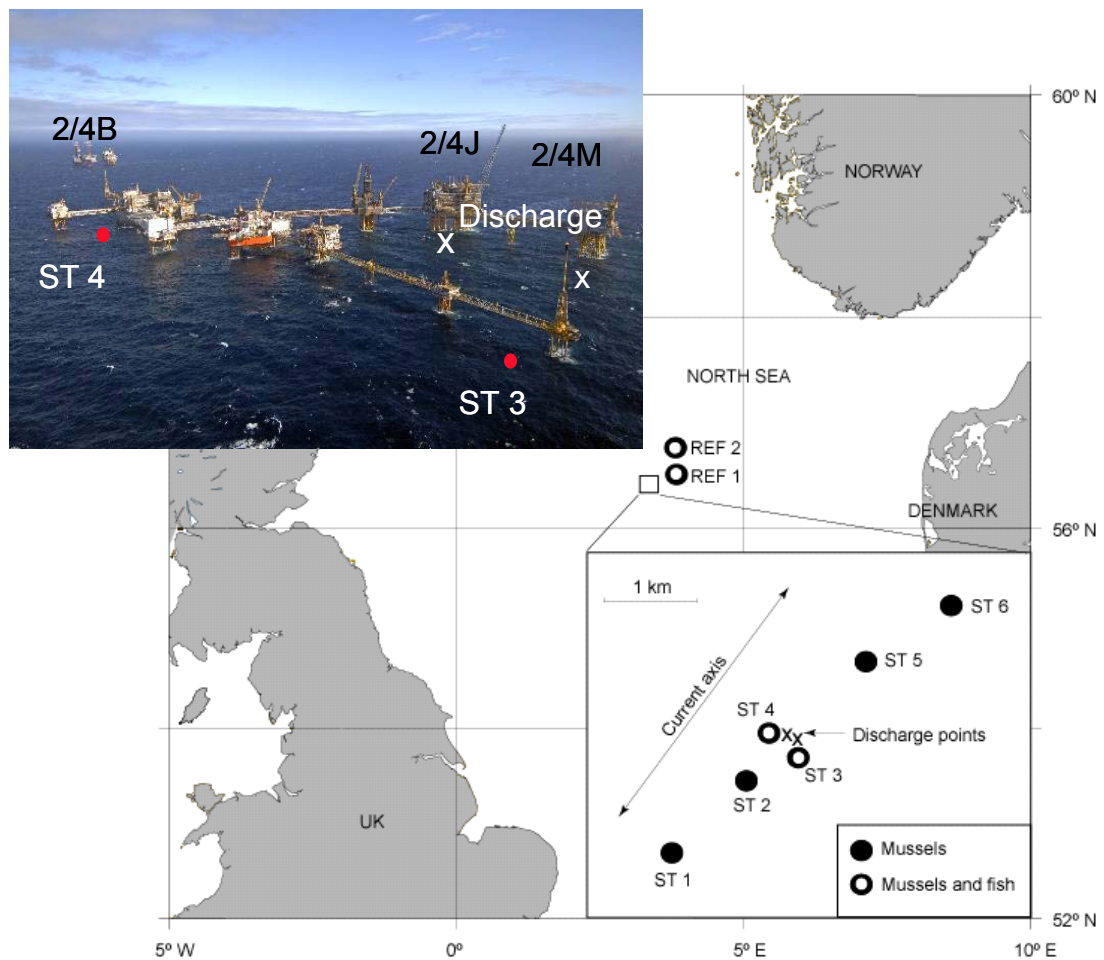 2/4B
2/4J
2/4M
Discharge
X
X
ST 4
ST 3
60º N
NORWAY
NORTH SEA
REF 2
REF 1
DENMARK
56º N
1 km
ST 6
Current axis
ST 5
ST 4
XX
Discharge points
ST 3
ST 2
UK
Mussels
Mussels and fish
ST 1
52º N
5º W
0º
5º E
10º E